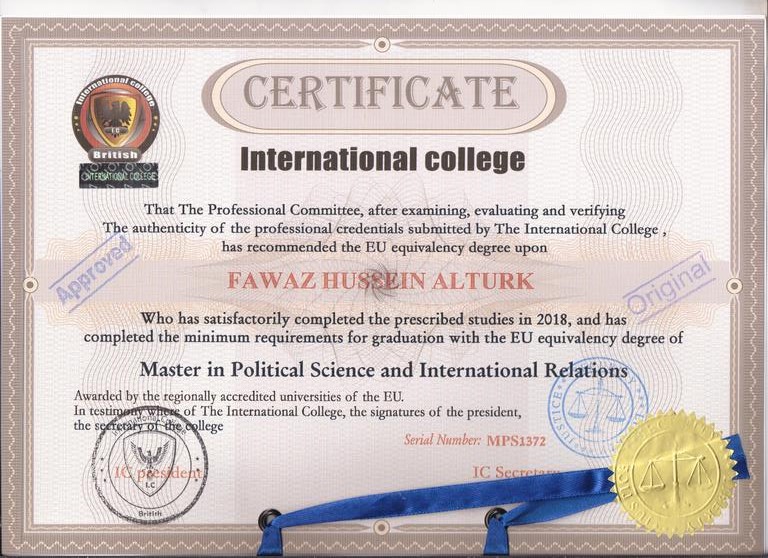 International college
I.C
British
INTERNATIONAL COLLEGE
CERTIFICATE
International college
That The Professional Committee, after examining, evaluating and verifying
The authenticity of the professional credentials submitted by The International College ,
has recommended the EU equivalency degree upon
Approved
FAWAZ HUSSEIN ALTURK
Original
Who has satisfactorily completed the prescribed studies in 2018, and has
completed the minimum requirements for graduation with the EU equivalency degree of
Master in Political Science and International Relations
Awarded by the regionally accredited universities of the EU.
In testimony where of The International College, the signatures of the president,
the secretary of the college
Serial Number: MPS1372
IC president
IC Secretary
International College
I.C
British
JUSTICE